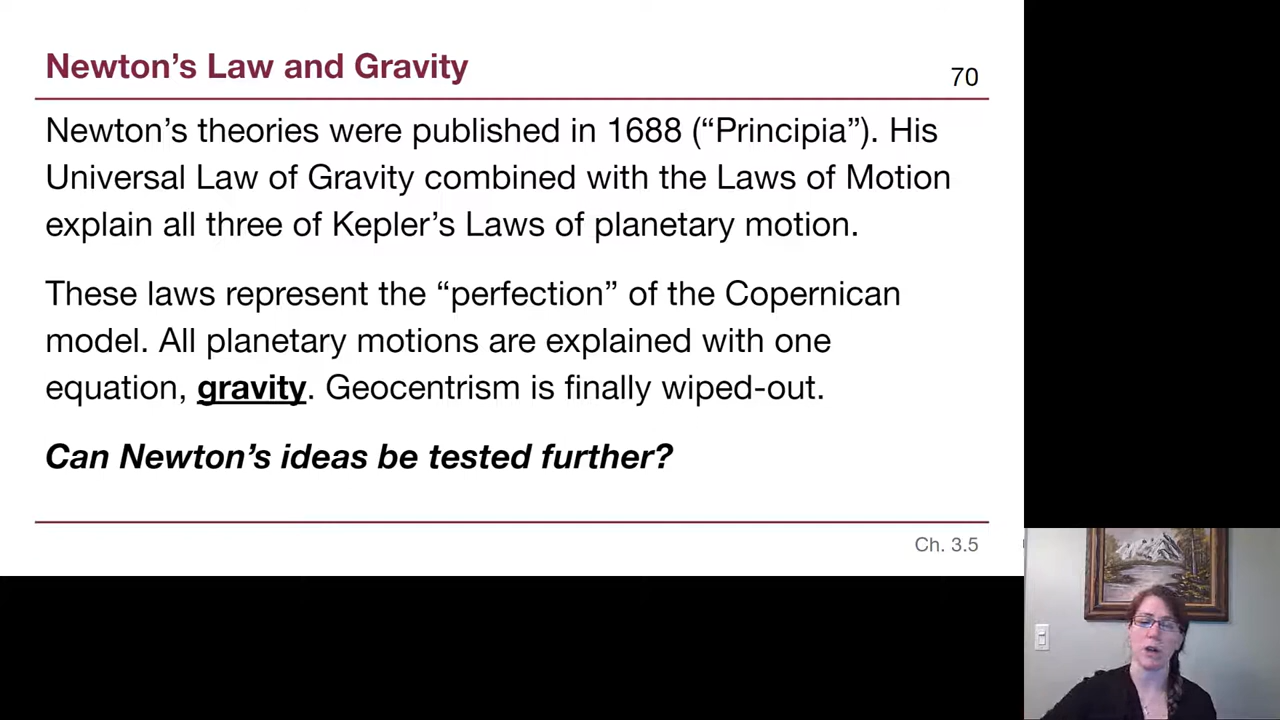 Newton’s Law and Gravity
70
Newton’s theories were published in 1688 (“Principia”). His
Universal Law of Gravity combined with the Laws of Motion
explain all three of Kepler’s Laws of planetary motion.
These laws represent the “perfection” of the Copernican
model. All planetary motions are explained with one
equation, gravity. Geocentrism is finally wiped-out.
Can Newton’s ideas be tested further?
Ch. 3.5